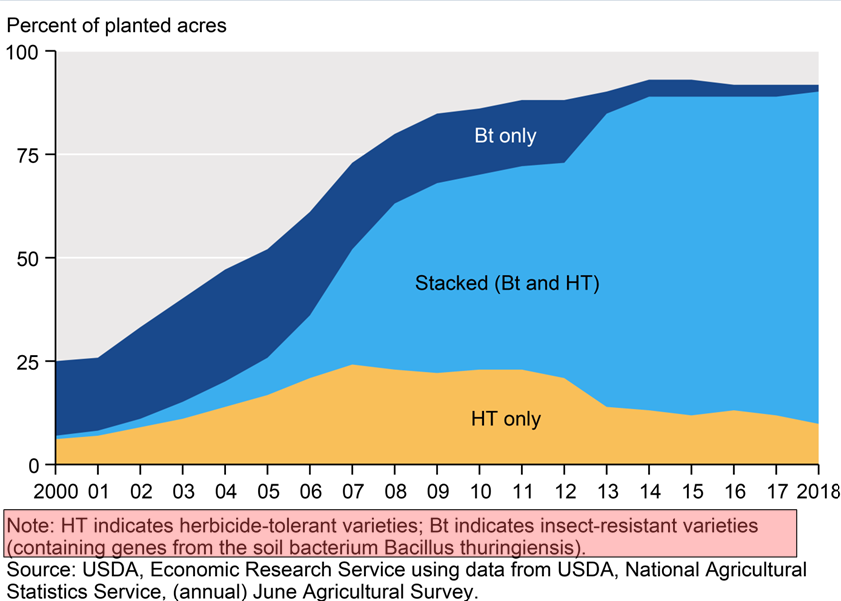 Percent of planted acres
100
75
50
25
0
Bt only
Stacked (Bt and HT)
HT only
2000 01 02 03 04 05 06 07 08 09 10 11 12 13 14 15 16 17 2018
Note: HT indicates herbicide-tolerant varieties; Bt indicates insect-resistant varieties
(containing genes from the soil bacterium Bacillus thuringiensis).
Source: USDA, Economic Research Service using data from USDA, National Agricultural
Statistics Service, (annual) June Agricultural Survey.